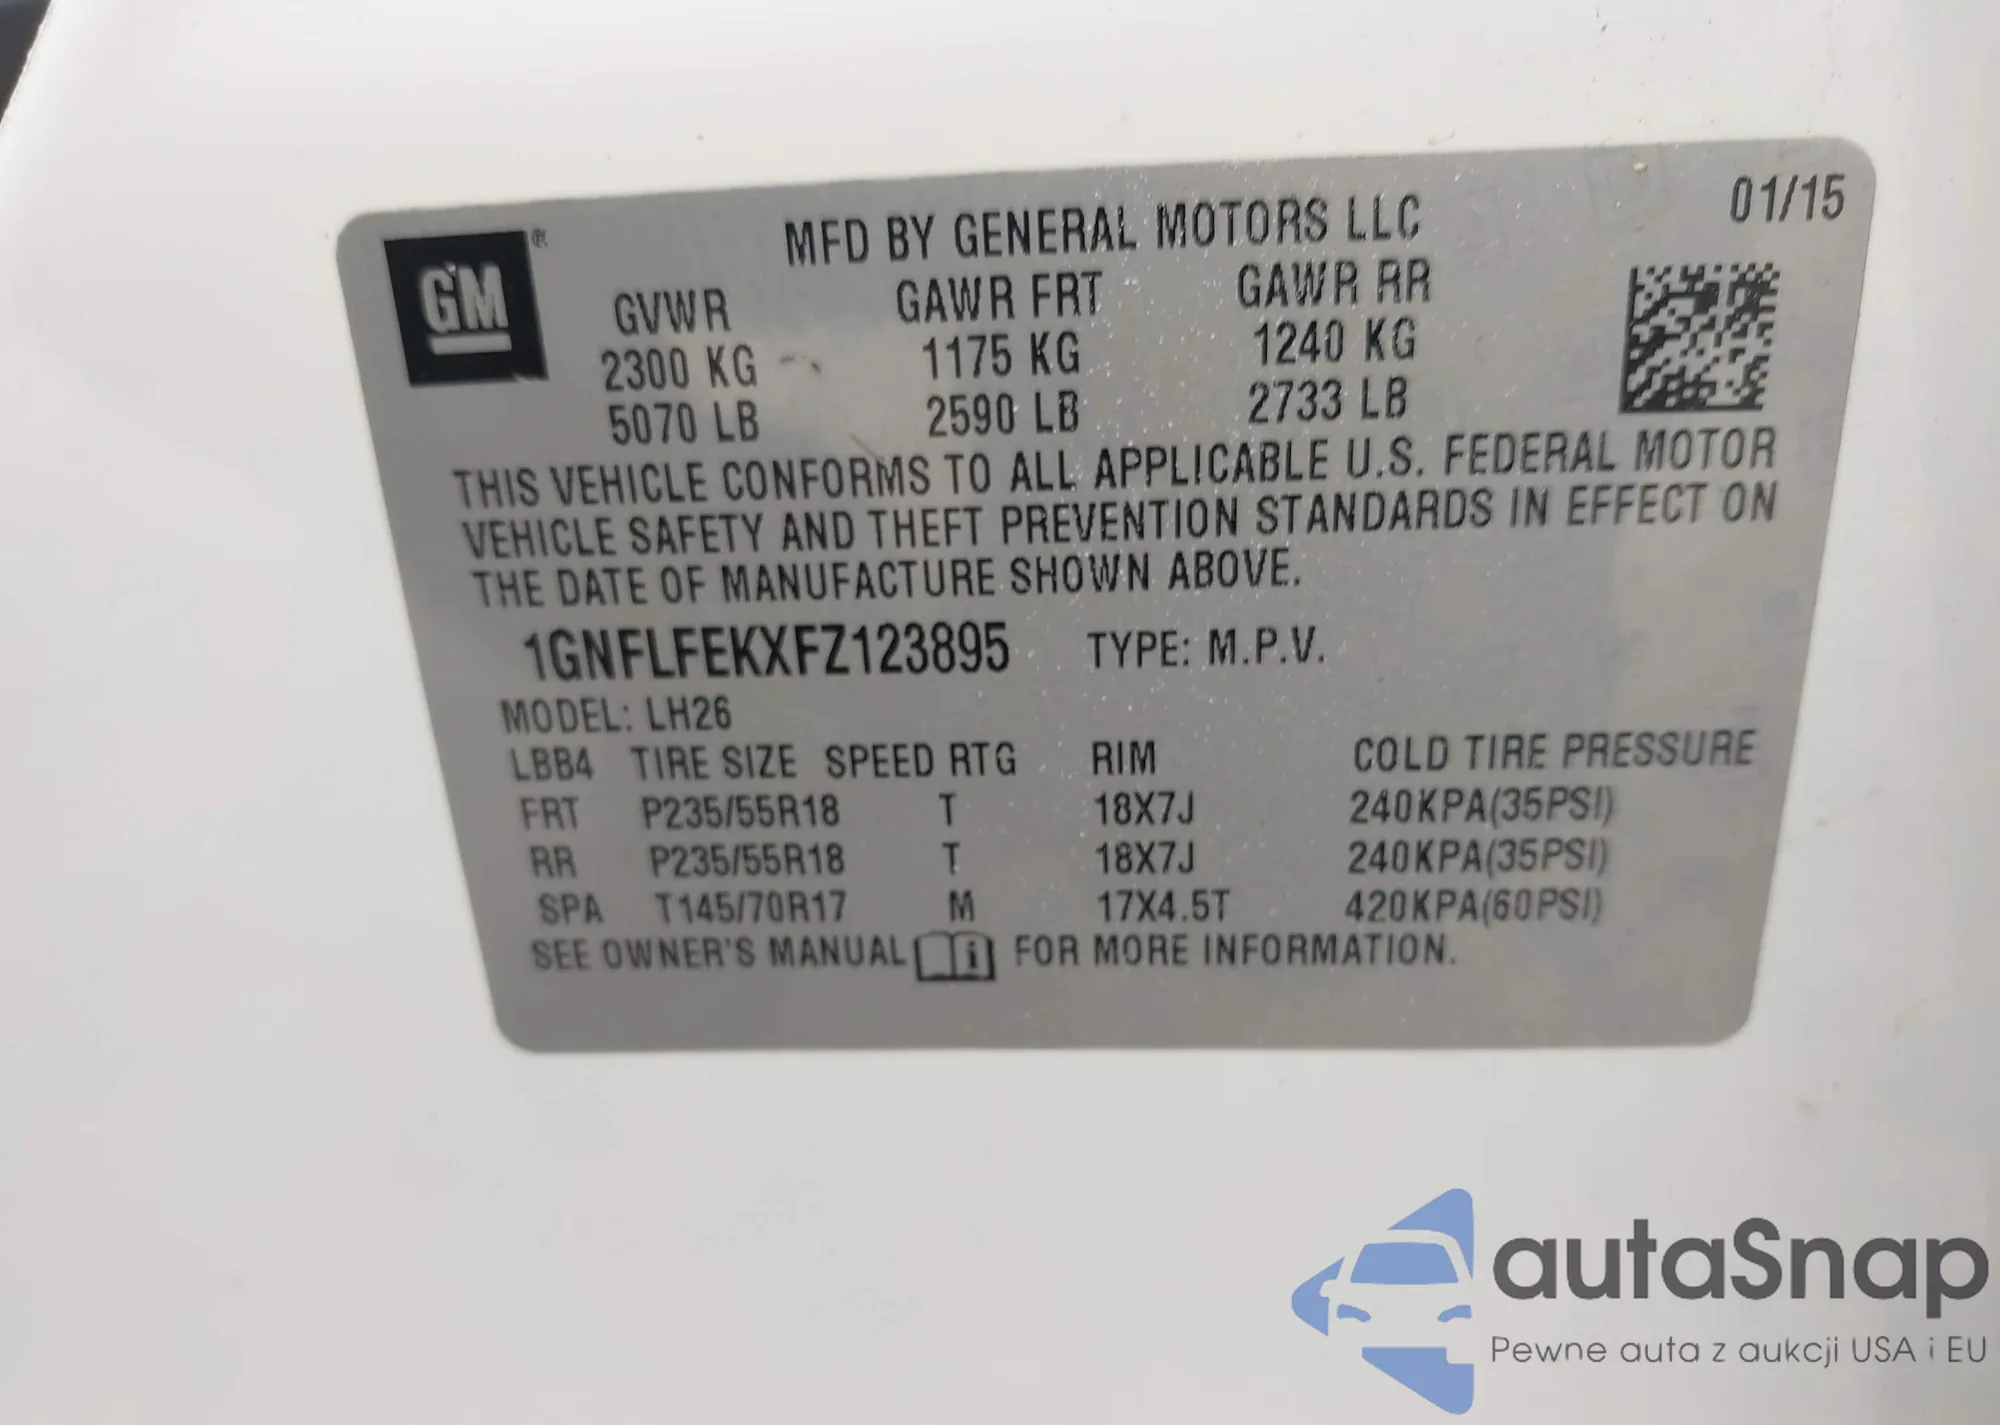 GM®
MFD BY GENERAL MOTORS LLC 01/15
GVWR GAWR FRT GAWR RR
2300 KG 1175 KG 1240 KG
5070 LB 2590 LB 2733 LB
THIS VEHICLE CONFORMS TO ALL APPLICABLE U.S. FEDERAL MOTOR
VEHICLE SAFETY AND THEFT PREVENTION STANDARDS IN EFFECT ON
THE DATE OF MANUFACTURE SHOWN ABOVE.
1GNFLFEKXFZ123895 TYPE: M.P.V.
MODEL: LH26
LBB4 TIRE SIZE SPEED RTG RIM COLD TIRE PRESSURE
FRT P235/55R18 T 18X7J 240KPA(35PSI)
RR P235/55R18 T 18X7J 240KPA(35PSI)
SPA T145/70R17 M 17X4.5T 420KPA(60PSI)
SEE OWNER'S MANUAL i FOR MORE INFORMATION.
autaSnap
Pewne auta z aukcji USA i EU